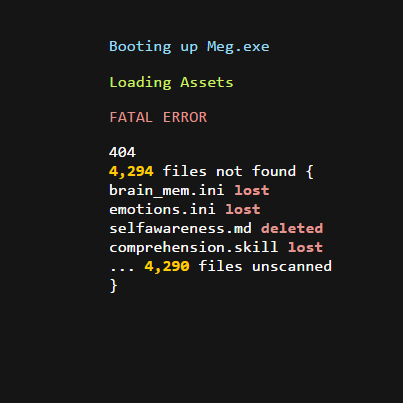 Booting up Meg.exe
Loading Assets
FATAL ERROR
404
4,294 files not found {
brain_mem.ini lost
emotions.ini lost
selfawareness.md deleted
comprehension.skill lost
... 4,290 files unscanned
}